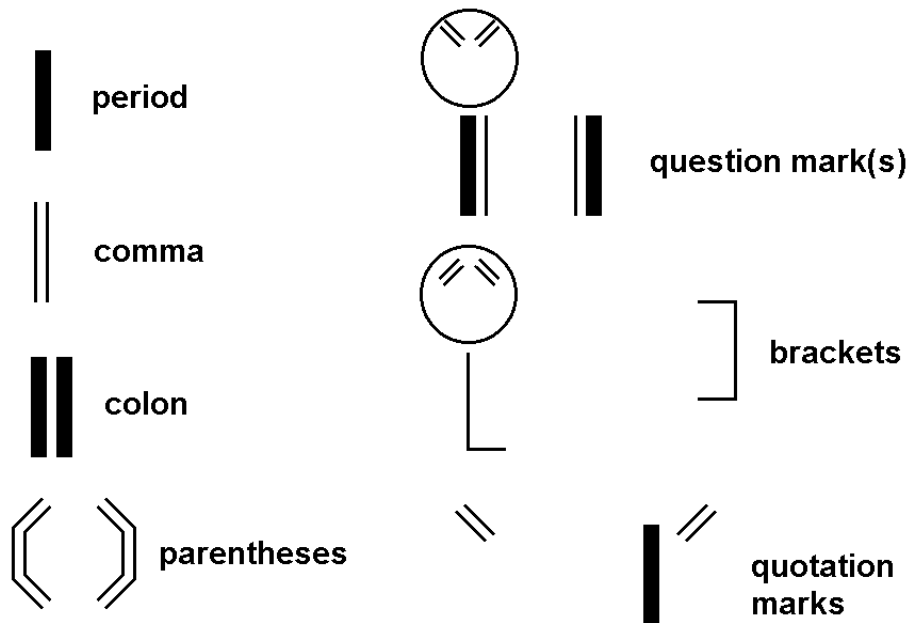 period
question mark(s)
comma
brackets
colon
parentheses
quotation
marks